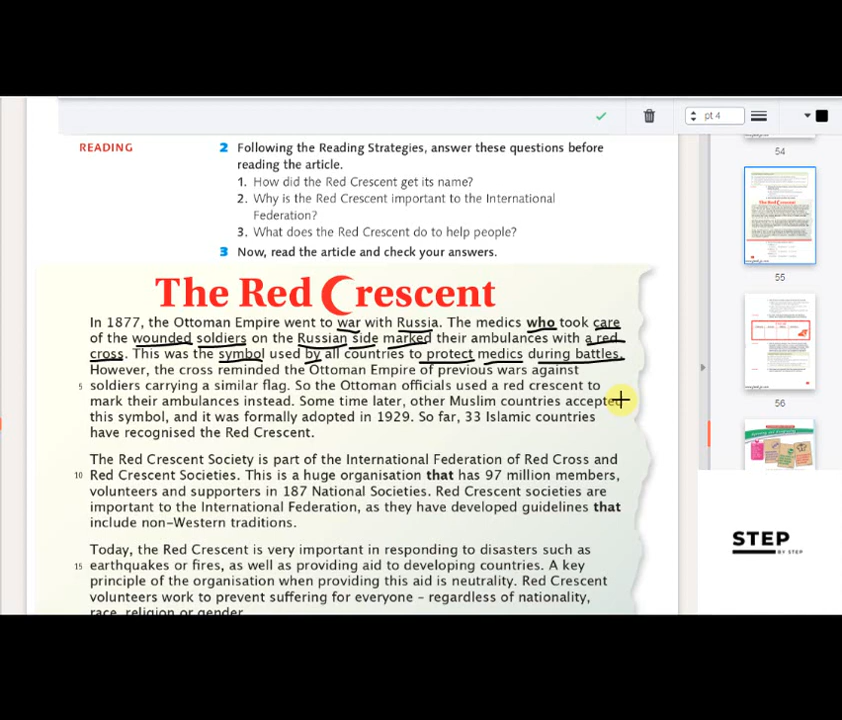 pt 4
READING
2 Following the Reading Strategies, answer these questions before
reading the article.
1. How did the Red Crescent get its name?
2. Why is the Red Crescent important to the International
Federation?
3. What does the Red Crescent do to help people?
3 Now, read the article and check your answers.
The Red Crescent
In 1877, the Ottoman Empire went to war with Russia. The medics who took care
of the wounded soldiers on the Russian side marked their ambulances with a red
cross. This was the symbol used by all countries to protect medics during battles.
However, the cross reminded the Ottoman Empire of previous wars against
5 soldiers carrying a similar flag. So the Ottoman officials used a red crescent to
mark their ambulances instead. Some time later, other Muslim countries accepted
this symbol, and it was formally adopted in 1929. So far, 33 Islamic countries
have recognised the Red Crescent.
The Red Crescent Society is part of the International Federation of Red Cross and
10 Red Crescent Societies. This is a huge organisation that has 97 million members,
volunteers and supporters in 187 National Societies. Red Crescent societies are
important to the International Federation, as they have developed guidelines that
include non-Western traditions.
Today, the Red Crescent is very important in responding to disasters such as
15 earthquakes or fires, as well as providing aid to developing countries. A key
principle of the organisation when providing this aid is neutrality. Red Crescent
volunteers work to prevent suffering for everyone – regardless of nationality,
race, religion or gender.
54
The Red Crescent
55
56
STEP
BY STEP